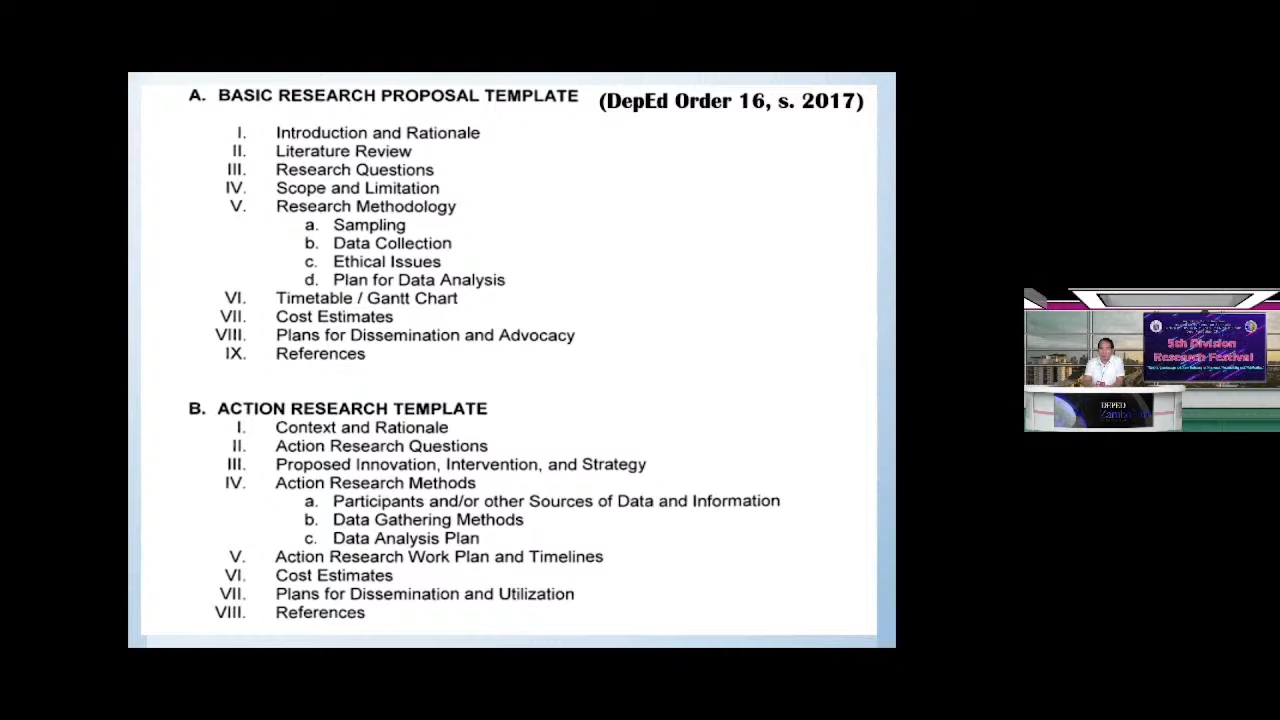 A. BASIC RESEARCH PROPOSAL TEMPLATE (DepEd Order 16, s. 2017)
I. Introduction and Rationale
II. Literature Review
III. Research Questions
IV. Scope and Limitation
V. Research Methodology
a. Sampling
b. Data Collection
c. Ethical Issues
d. Plan for Data Analysis
VI. Timetable / Gantt Chart
VII. Cost Estimates
VIII. Plans for Dissemination and Advocacy
IX. References
B. ACTION RESEARCH TEMPLATE
I. Context and Rationale
II. Action Research Questions
III. Proposed Innovation, Intervention, and Strategy
IV. Action Research Methods
a. Participants and/or other Sources of Data and Information
b. Data Gathering Methods
c. Data Analysis Plan
V. Action Research Work Plan and Timelines
VI. Cost Estimates
VII. Plans for Dissemination and Utilization
VIII. References
5th Division
Research Festival
DEPED